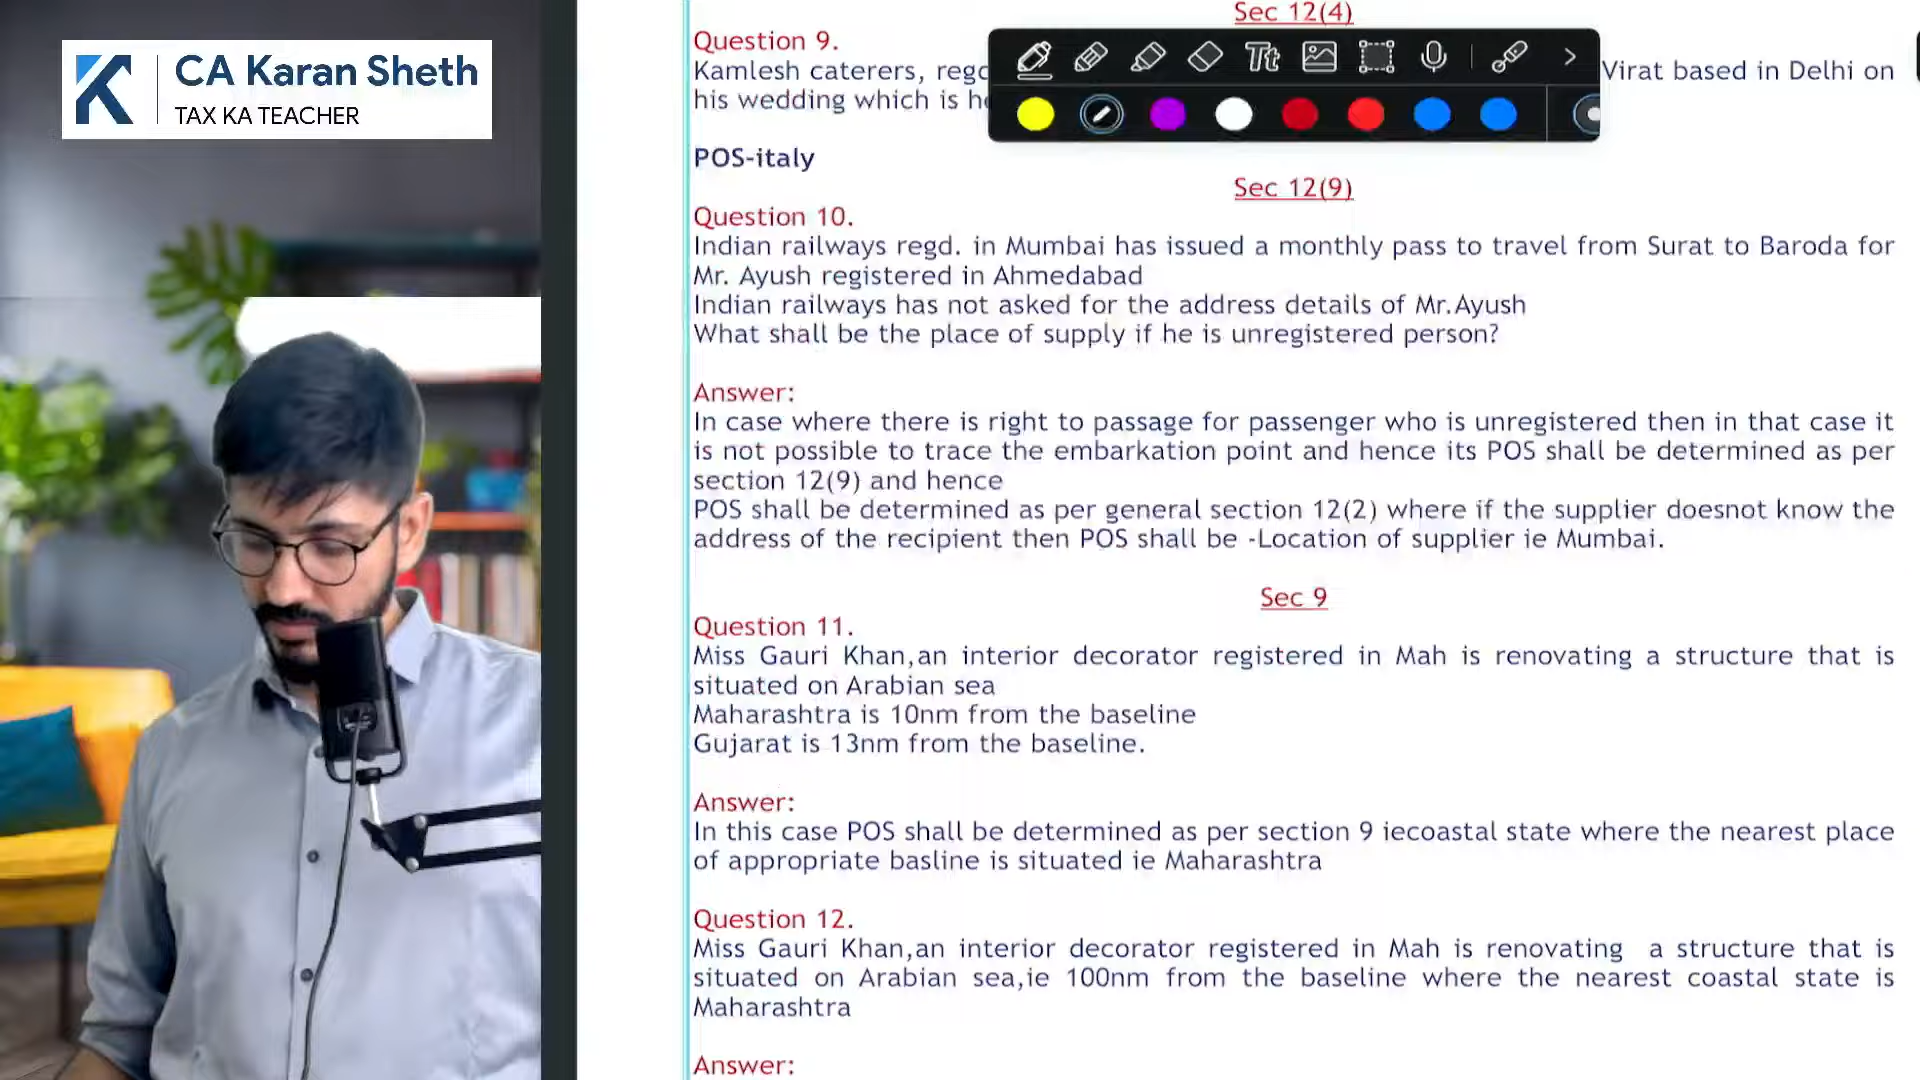 CA Karan Sheth
TAX KA TEACHER
Sec 12(4)
Question 9.
Kamlesh caterers, Virat based in Delhi on
his wedding which is
POS-italy
Sec 12(9)
Question 10.
Indian railways regd. in Mumbai has issued a monthly pass to travel from Surat to Baroda for
Mr. Ayush registered in Ahmedabad
Indian railways has not asked for the address details of Mr.Ayush
What shall be the place of supply if he is unregistered person?
Answer:
In case where there is right to passage for passenger who is unregistered then in that case it
is not possible to trace the embarkation point and hence its POS shall be determined as per
section 12(9) and hence
POS shall be determined as per general section 12(2) where if the supplier doesnot know the
address of the recipient then POS shall be -Location of supplier ie Mumbai.
Sec 9
Question 11.
Miss Gauri Khan,an interior decorator registered in Mah is renovating a structure that is
situated on Arabian sea
Maharashtra is 10nm from the baseline
Gujarat is 13nm from the baseline.
Answer:
In this case POS shall be determined as per section 9 iecoastal state where the nearest place
of appropriate basline is situated ie Maharashtra
Question 12.
Miss Gauri Khan,an interior decorator registered in Mah is renovating a structure that is
situated on Arabian sea,ie 100nm from the baseline where the nearest coastal state is
Maharashtra
Answer: